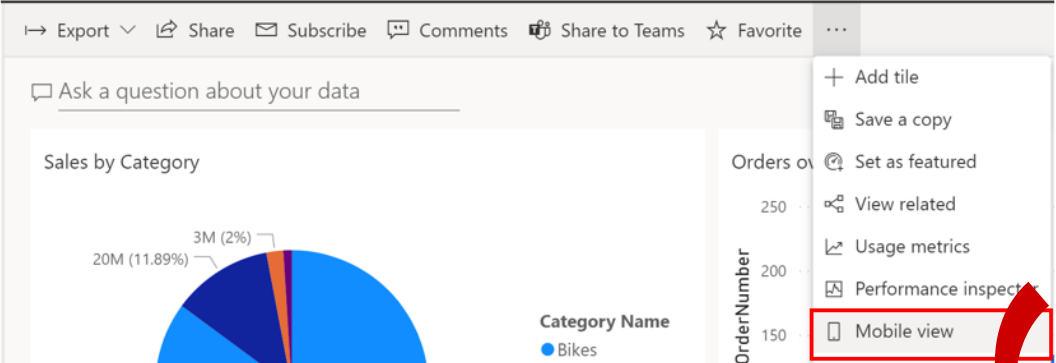 Export Share Subscribe Comments Share to Teams Favorite ...
Ask a question about your data
Add tile
Save a copy
Set as featured
View related
Usage metrics
Performance inspector
Mobile view
Sales by Category
3M (2%)
20M (11.89%)
Category Name
Bikes
Orders ov
250
200
150
OrderNumber